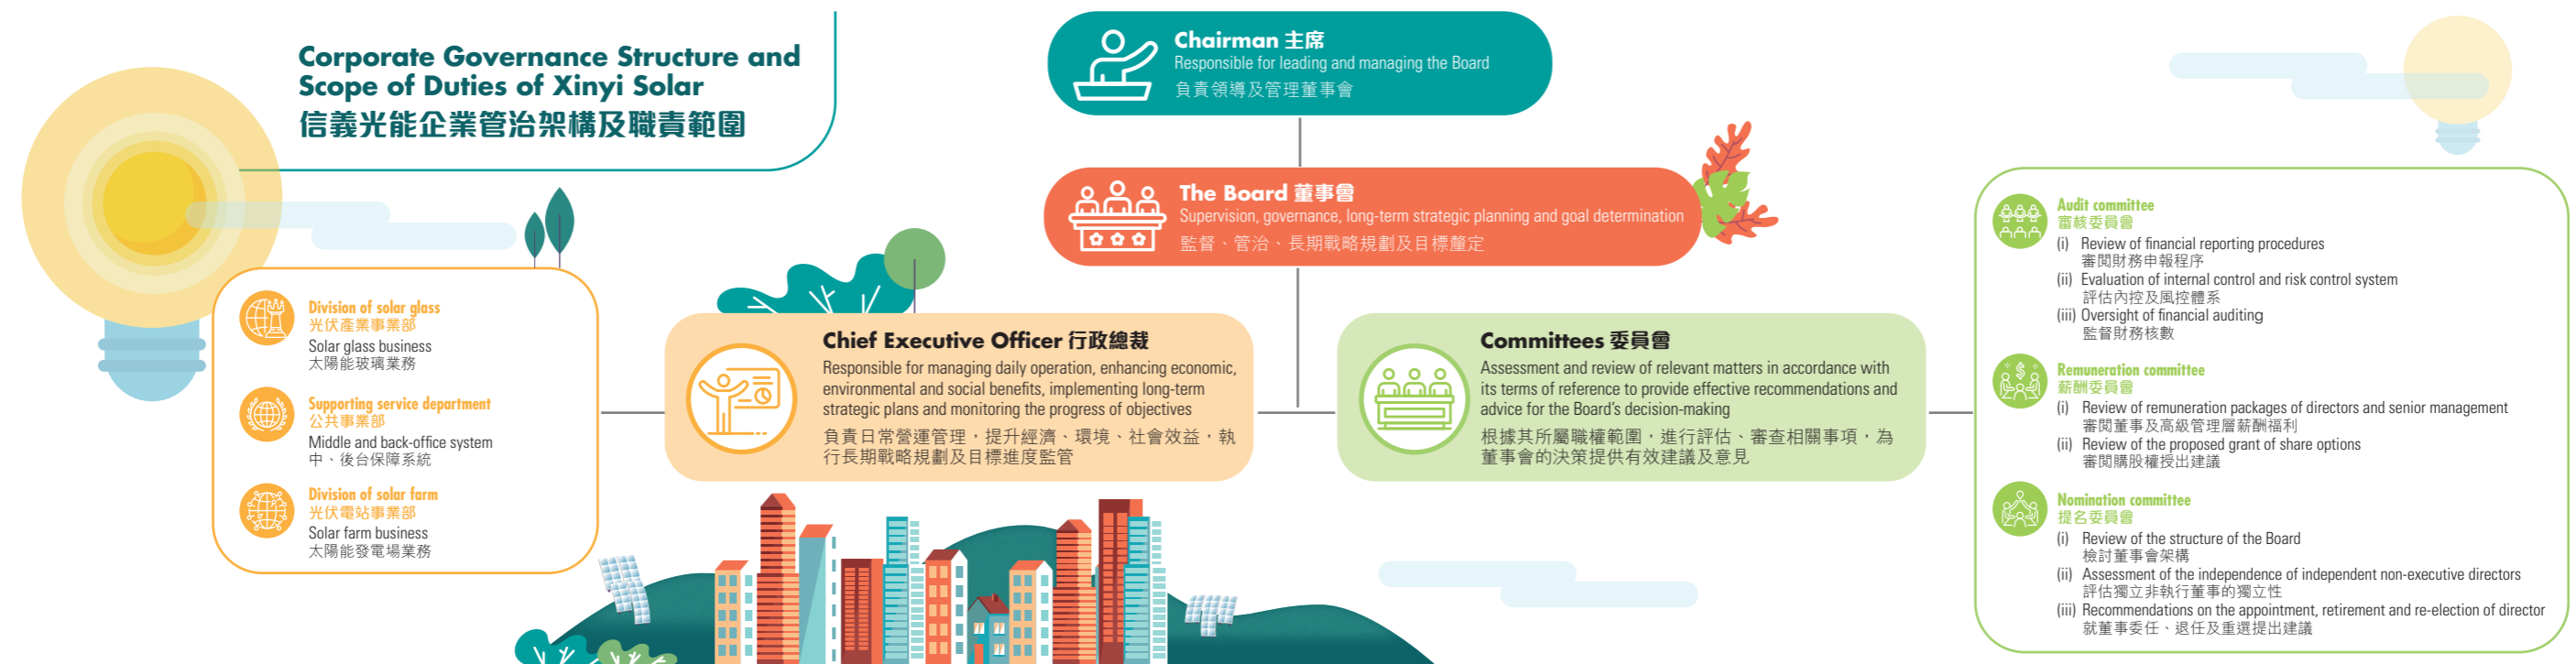 Corporate Governance Structure and
Scope of Duties of Xinyi Solar
信義光能企業管治架構及職責範圍
Chairman 主席
Responsible for leading and managing the Board
負責領導及管理董事會
The Board 董事會
Supervision, governance, long-term strategic planning and goal determination
監督、管治、長期戰略規劃及目標釐定
Division of solar glass
光伏產業事業部
Solar glass business
太陽能玻璃業務
Supporting service department
公共事業部
Middle and back-office system
中、後台保障系統
Division of solar farm
光伏電站事業部
Solar farm business
太陽能發電場業務
Chief Executive Officer 行政總裁
Responsible for managing daily operation, enhancing economic,
environmental and social benefits, implementing long-term
strategic plans and monitoring the progress of objectives
負責日常營運管理，提升經濟、環境、社會效益，執
行長期戰略規劃及目標進度監管
Committees 委員會
Assessment and review of relevant matters in accordance with
its terms of reference to provide effective recommendations and
advice for the Board's decision-making
根據其所屬職權範圍，進行評估、審查相關事項，為
董事會的決策提供有效建議及意見
Audit committee
審核委員會
(i) Review of financial reporting procedures
審閱財務申報程序
(ii) Evaluation of internal control and risk control system
評估內控及風控體系
(iii) Oversight of financial auditing
監督財務核數
Remuneration committee
薪酬委員會
(i) Review of remuneration packages of directors and senior management
審閱董事及高級管理層薪酬福利
(ii) Review of the proposed grant of share options
審閱購股權授出建議
Nomination committee
提名委員會
(i) Review of the structure of the Board
檢討董事會架構
(ii) Assessment of the independence of independent non-executive directors
評估獨立非執行董事的獨立性
(iii) Recommendations on the appointment, retirement and re-election of director
就董事委任、退任及重選提出建議